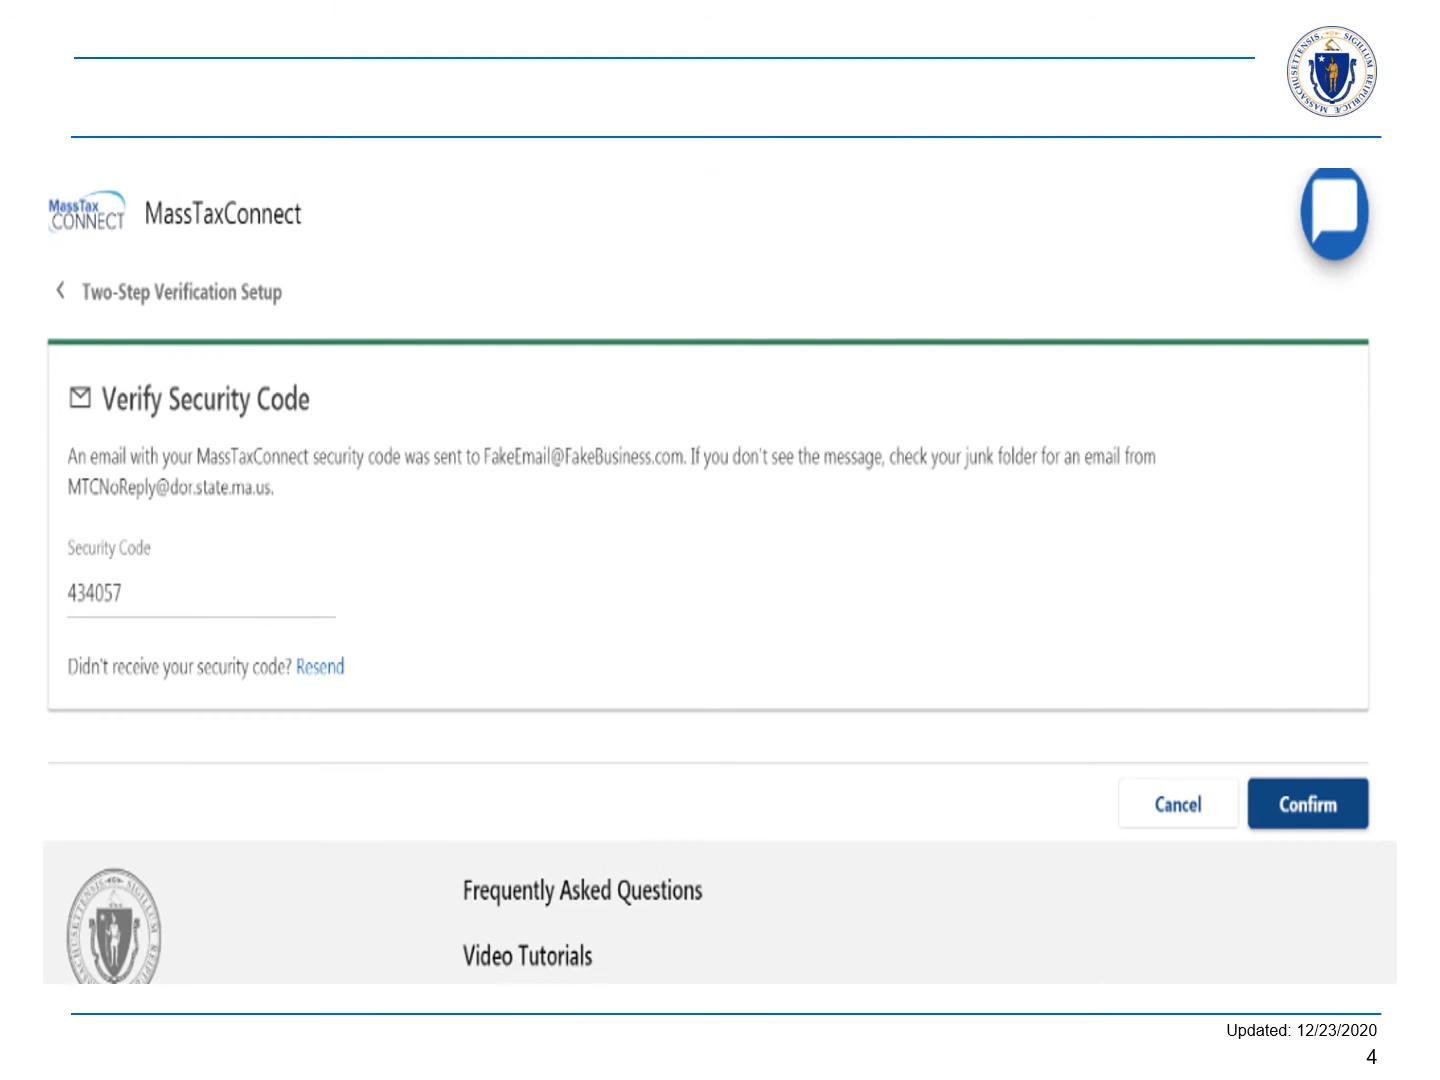 MASSACHUSETTENSIS. SIGILLUM REIPUBLICÆ
MassTax
CONNECT
MassTaxConnect
Two-Step Verification Setup
Verify Security Code
An email with your MassTaxConnect security code was sent to FakeEmail@FakeBusiness.com. If you don't see the message, check your junk folder for an email from
MTCNoReply@dor.state.ma.us.
Security Code
434057
Didn't receive your security code? Resend
Cancel
Confirm
Frequently Asked Questions
Video Tutorials
Updated: 12/23/2020
4